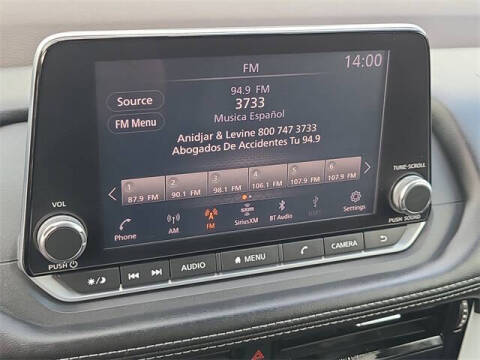 FM
14:00
Source
FM Menu
94.9 FM
3733
Musica Español
Anidjar & Levine 800 747 3733
Abogados De Accidentes Tu 94.9
1 2 3 4 5 6
87.9 FM 90.1 FM 98.1 FM 106.1 FM 107.9 FM 107.9 FM
Phone AM FM SiriusXM BT Audio Settings
VOL
PUSH
TUNE·SCROLL
PUSH SOUND
AUDIO MENU CAMERA